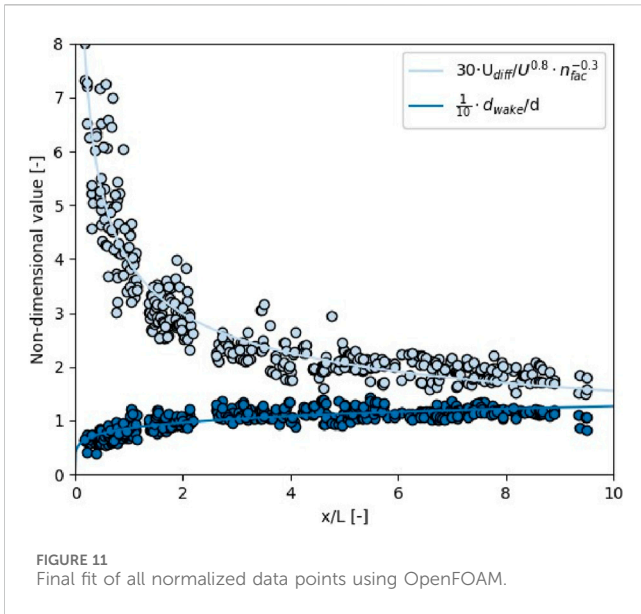 8
7
6
5
4
3
2
1
0
Non-dimensional value [-]
30·U_diff/U^0.8 · n_fac^-0.3
1/10 · d_wake/d
0 2 4 6 8 10
x/L [-]
FIGURE 11
Final fit of all normalized data points using OpenFOAM.